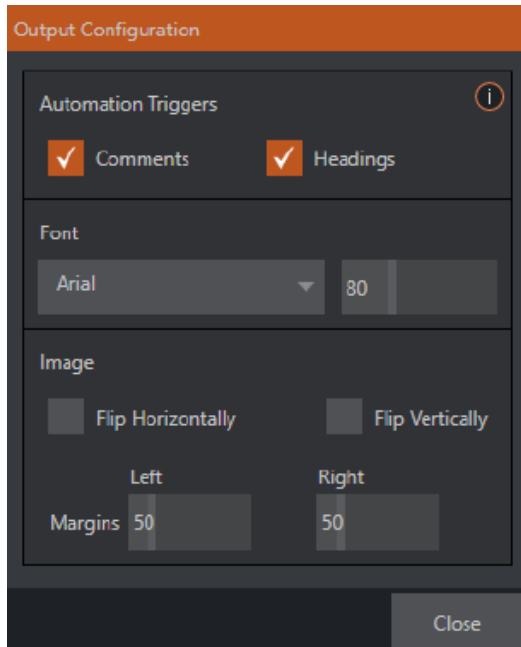 Output Configuration
Automation Triggers
Comments Headings
Font
Arial 80
Image
Flip Horizontally Flip Vertically
Left Right
Margins 50 50
Close